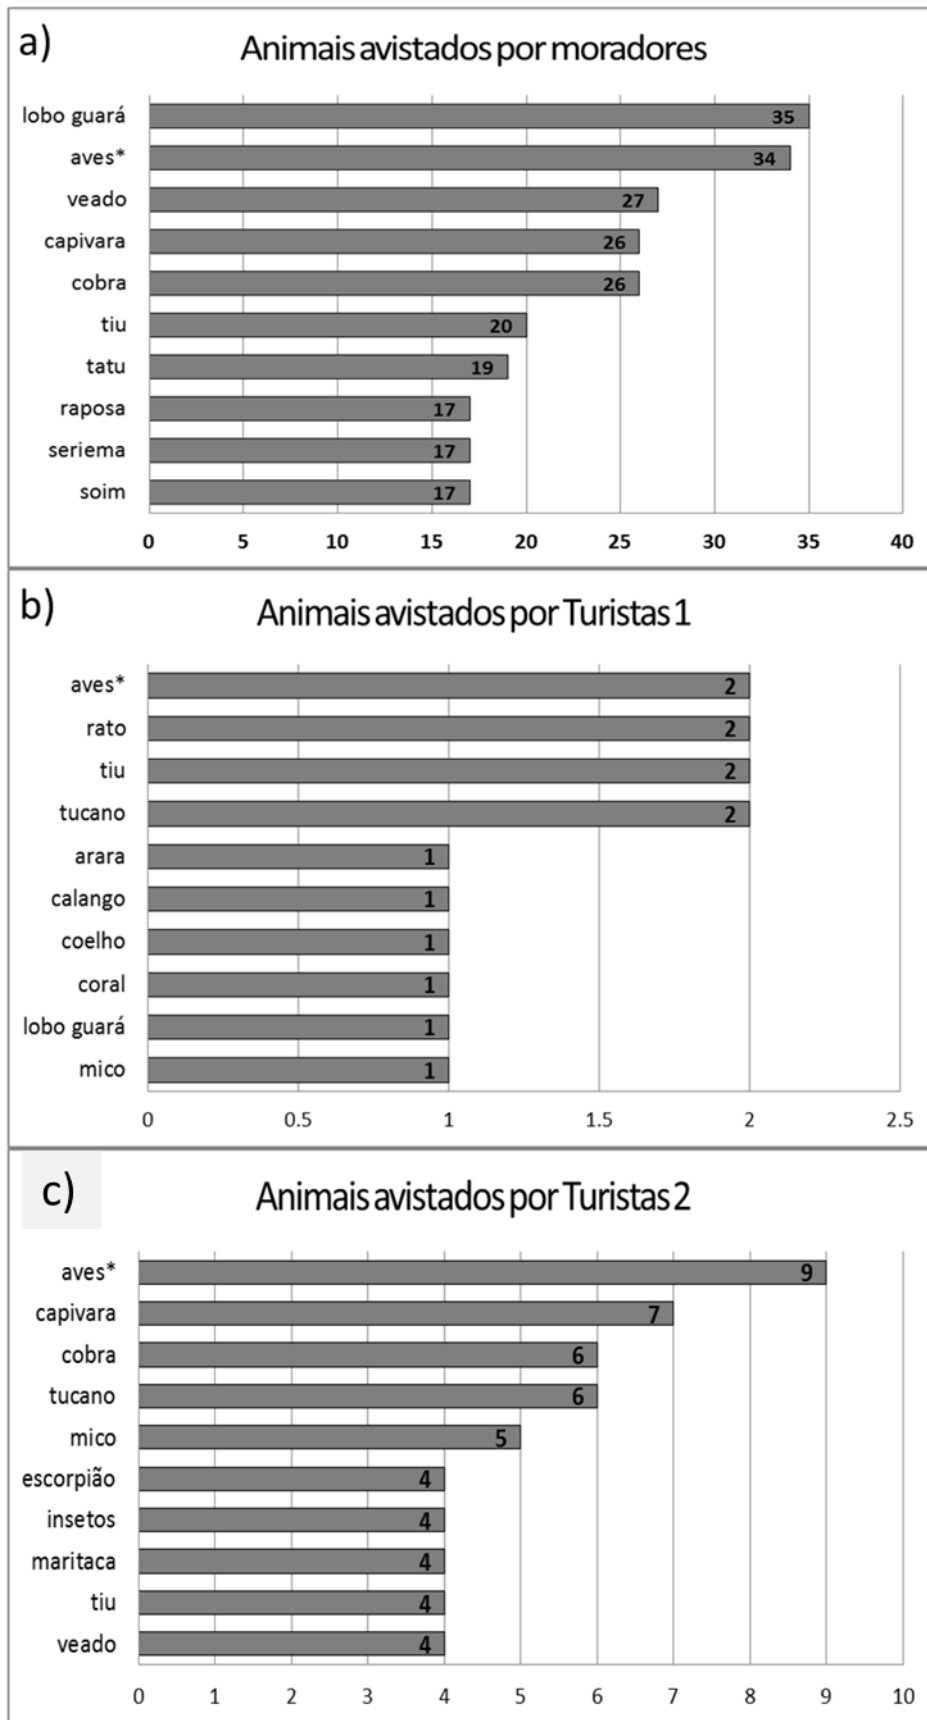 a)
Animais avistados por moradores
lobo guará 35
aves* 34
veado 27
capivara 26
cobra 26
tiu 20
tatu 19
raposa 17
seriema 17
soim 17
0 5 10 15 20 25 30 35 40
b)
Animais avistados por Turistas 1
aves* 2
rato 2
tiu 2
tucano 2
arara 1
calango 1
coelho 1
coral 1
lobo guará 1
mico 1
0 0.5 1 1.5 2 2.5
c)
Animais avistados por Turistas 2
aves* 9
capivara 7
cobra 6
tucano 6
mico 5
escorpião 4
insetos 4
maritaca 4
tiu 4
veado 4
0 1 2 3 4 5 6 7 8 9 10